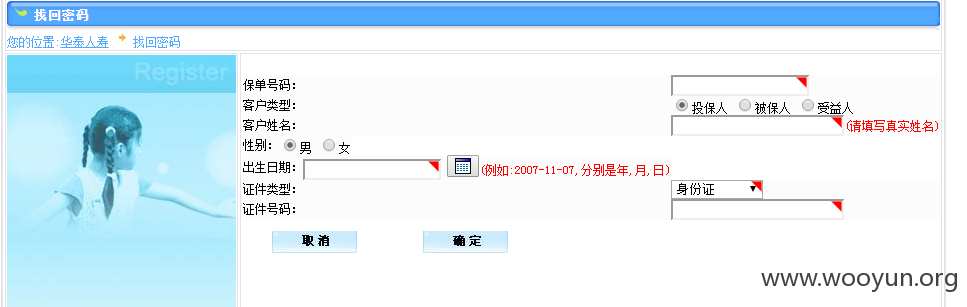 找回密码
您的位置:华泰人寿 找回密码
Register
保单号码：
客户类型： 投保人 被保人 受益人
客户姓名： (请填写真实姓名)
性别： 男 女
出生日期： (例如:2007-11-07,分别是年,月,日)
证件类型： 身份证
证件号码：
取 消 确 定
www.wooyun.org